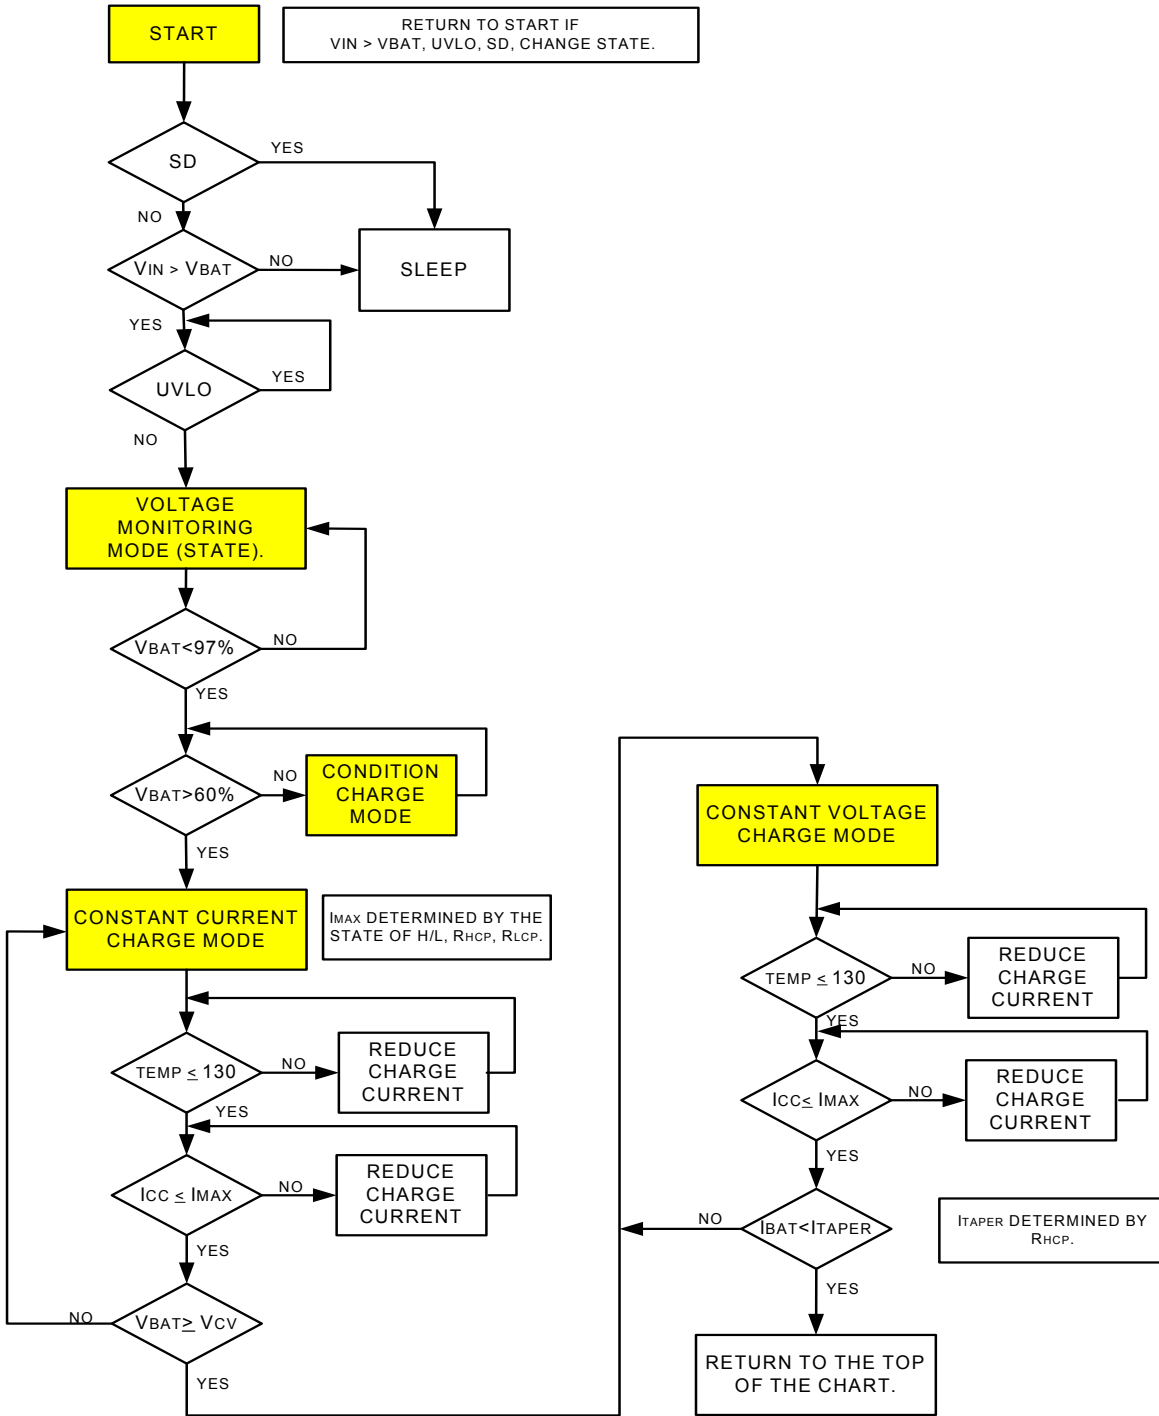 START
RETURN TO START IF
VIN > VBAT, UVLO, SD, CHANGE STATE.
SD
YES
NO
VIN > VBAT
NO
SLEEP
YES
UVLO
YES
NO
VOLTAGE
MONITORING
MODE (STATE).
VBAT<97%
NO
YES
VBAT>60%
NO
CONDITION
CHARGE
MODE
YES
CONSTANT CURRENT
CHARGE MODE
IMAX DETERMINED BY THE
STATE OF H/L, RHCP, RLCP.
TEMP ≤ 130
NO
REDUCE
CHARGE
CURRENT
YES
ICC ≤ IMAX
NO
REDUCE
CHARGE
CURRENT
YES
VBAT≥ VCV
NO
YES
CONSTANT VOLTAGE
CHARGE MODE
TEMP ≤ 130
NO
REDUCE
CHARGE
CURRENT
YES
ICC≤ IMAX
NO
REDUCE
CHARGE
CURRENT
YES
IBAT<ITAPER
NO
ITAPER DETERMINED BY
RHCP.
YES
RETURN TO THE TOP
OF THE CHART.